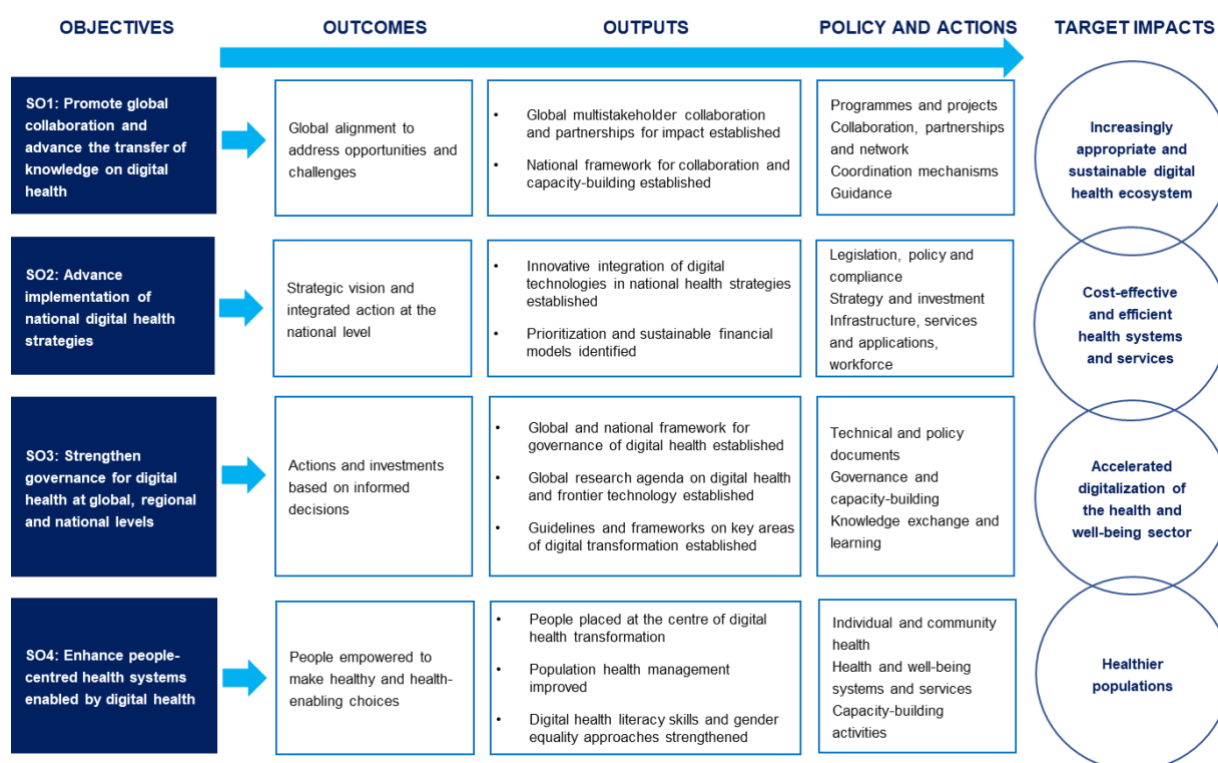 OBJECTIVES
OUTCOMES
OUTPUTS
POLICY AND ACTIONS
TARGET IMPACTS
SO1: Promote global
collaboration and
advance the transfer of
knowledge on digital
health
Global alignment to
address opportunities and
challenges
• Global multistakeholder collaboration
and partnerships for impact established
• National framework for collaboration and
capacity-building established
Programmes and projects
Collaboration, partnerships
and network
Coordination mechanisms
Guidance
Increasingly
appropriate and
sustainable digital
health ecosystem
SO2: Advance
implementation of
national digital health
strategies
Strategic vision and
integrated action at the
national level
• Innovative integration of digital
technologies in national health strategies
established
• Prioritization and sustainable financial
models identified
Legislation, policy and
compliance
Strategy and investment
Infrastructure, services
and applications,
workforce
Cost-effective
and efficient
health systems
and services
SO3: Strengthen
governance for digital
health at global, regional
and national levels
Actions and investments
based on informed
decisions
• Global and national framework for
governance of digital health established
• Global research agenda on digital health
and frontier technology established
• Guidelines and frameworks on key areas
of digital transformation established
Technical and policy
documents
Governance and
capacity-building
Knowledge exchange and
learning
Accelerated
digitalization of
the health and
well-being sector
SO4: Enhance people-
centred health systems
enabled by digital health
People empowered to
make healthy and health-
enabling choices
• People placed at the centre of digital
health transformation
• Population health management
improved
• Digital health literacy skills and gender
equality approaches strengthened
Individual and community
health
Health and well-being
systems and services
Capacity-building
activities
Healthier
populations